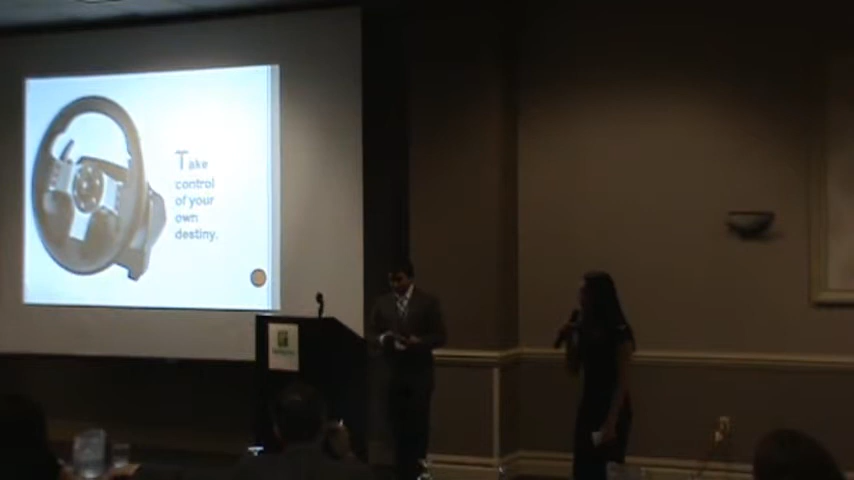 Take
control
of your
own
destiny.